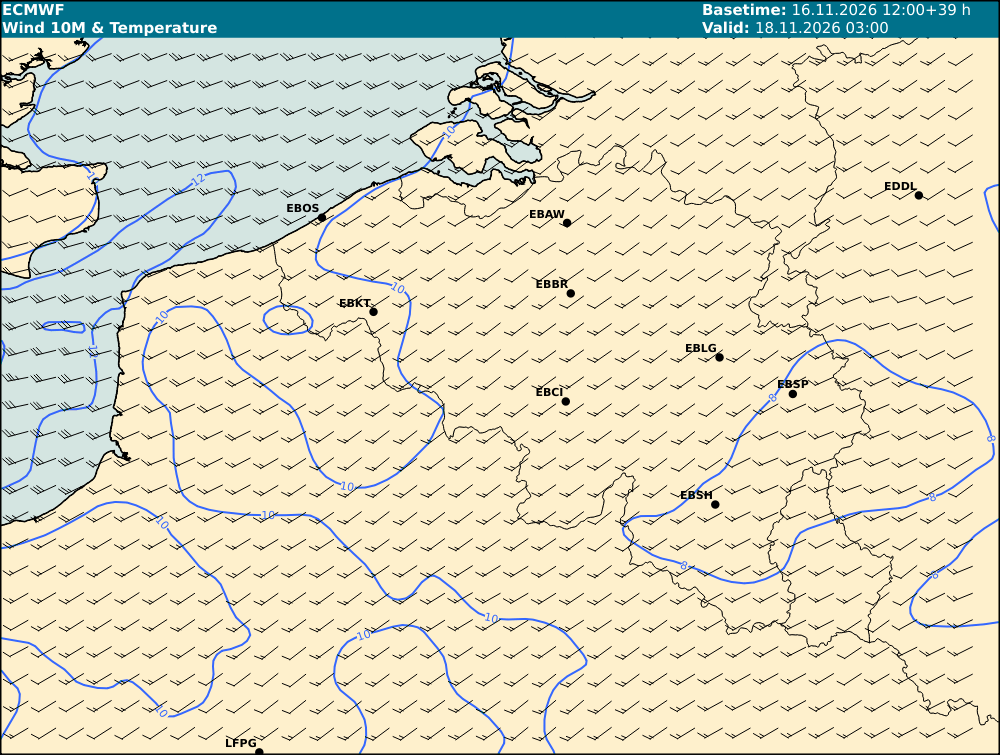 ECMWF
Wind 10M & Temperature
Basetime: 16.11.2026 12:00+39 h
Valid: 18.11.2026 03:00
10
12
EDDL
EBOS
EBAW
EBBR
10
EBKT
10
12
EBLG
EBSP
EBCI
8
8
10
EBSH
8
10
10
8
8
10
10
10
LFPG